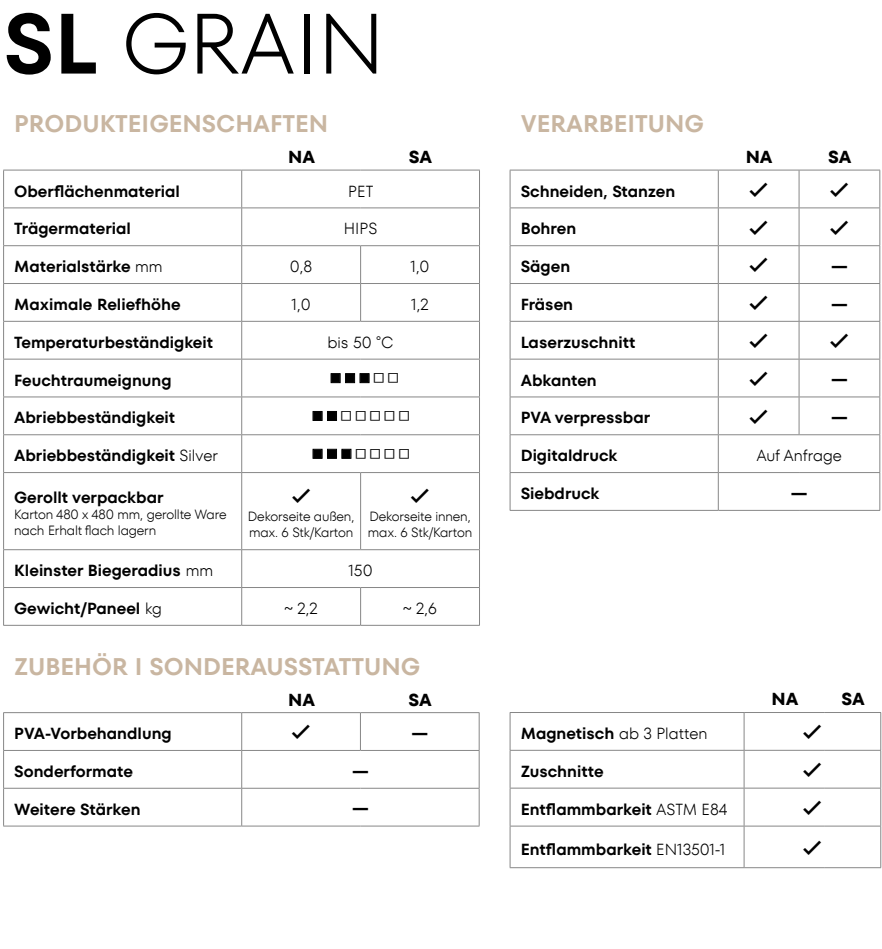 SL GRAIN
PRODUKTEIGENSCHAFTEN
NA SA
Oberflächenmaterial PET
Trägermaterial HIPS
Materialstärke mm 0,8 1,0
Maximale Reliefhöhe 1,0 1,2
Temperaturbeständigkeit bis 50 °C
Feuchtraumeignung ■■■□□
Abriebbeständigkeit ■■□□□□□
Abriebbeständigkeit Silver ■■■□□□□
Gerollt verpackbar ✓ ✓
Karton 480 x 480 mm, gerollte Ware Dekorseite außen, Dekorseite innen,
nach Erhalt flach lagern max. 6 Stk/Karton max. 6 Stk/Karton
Kleinster Biegeradius mm 150
Gewicht/Paneel kg ~ 2,2 ~ 2,6
VERARBEITUNG
NA SA
Schneiden, Stanzen ✓ ✓
Bohren ✓ ✓
Sägen ✓ –
Fräsen ✓ –
Laserzuschnitt ✓ ✓
Abkanten ✓ –
PVA verpressbar ✓ –
Digitaldruck Auf Anfrage
Siebdruck –
ZUBEHÖR I SONDERAUSSTATTUNG
NA SA
PVA-Vorbehandlung ✓ –
Sonderformate –
Weitere Stärken –
NA SA
Magnetisch ab 3 Platten ✓
Zuschnitte ✓
Entflammbarkeit ASTM E84 ✓
Entflammbarkeit EN13501-1 ✓